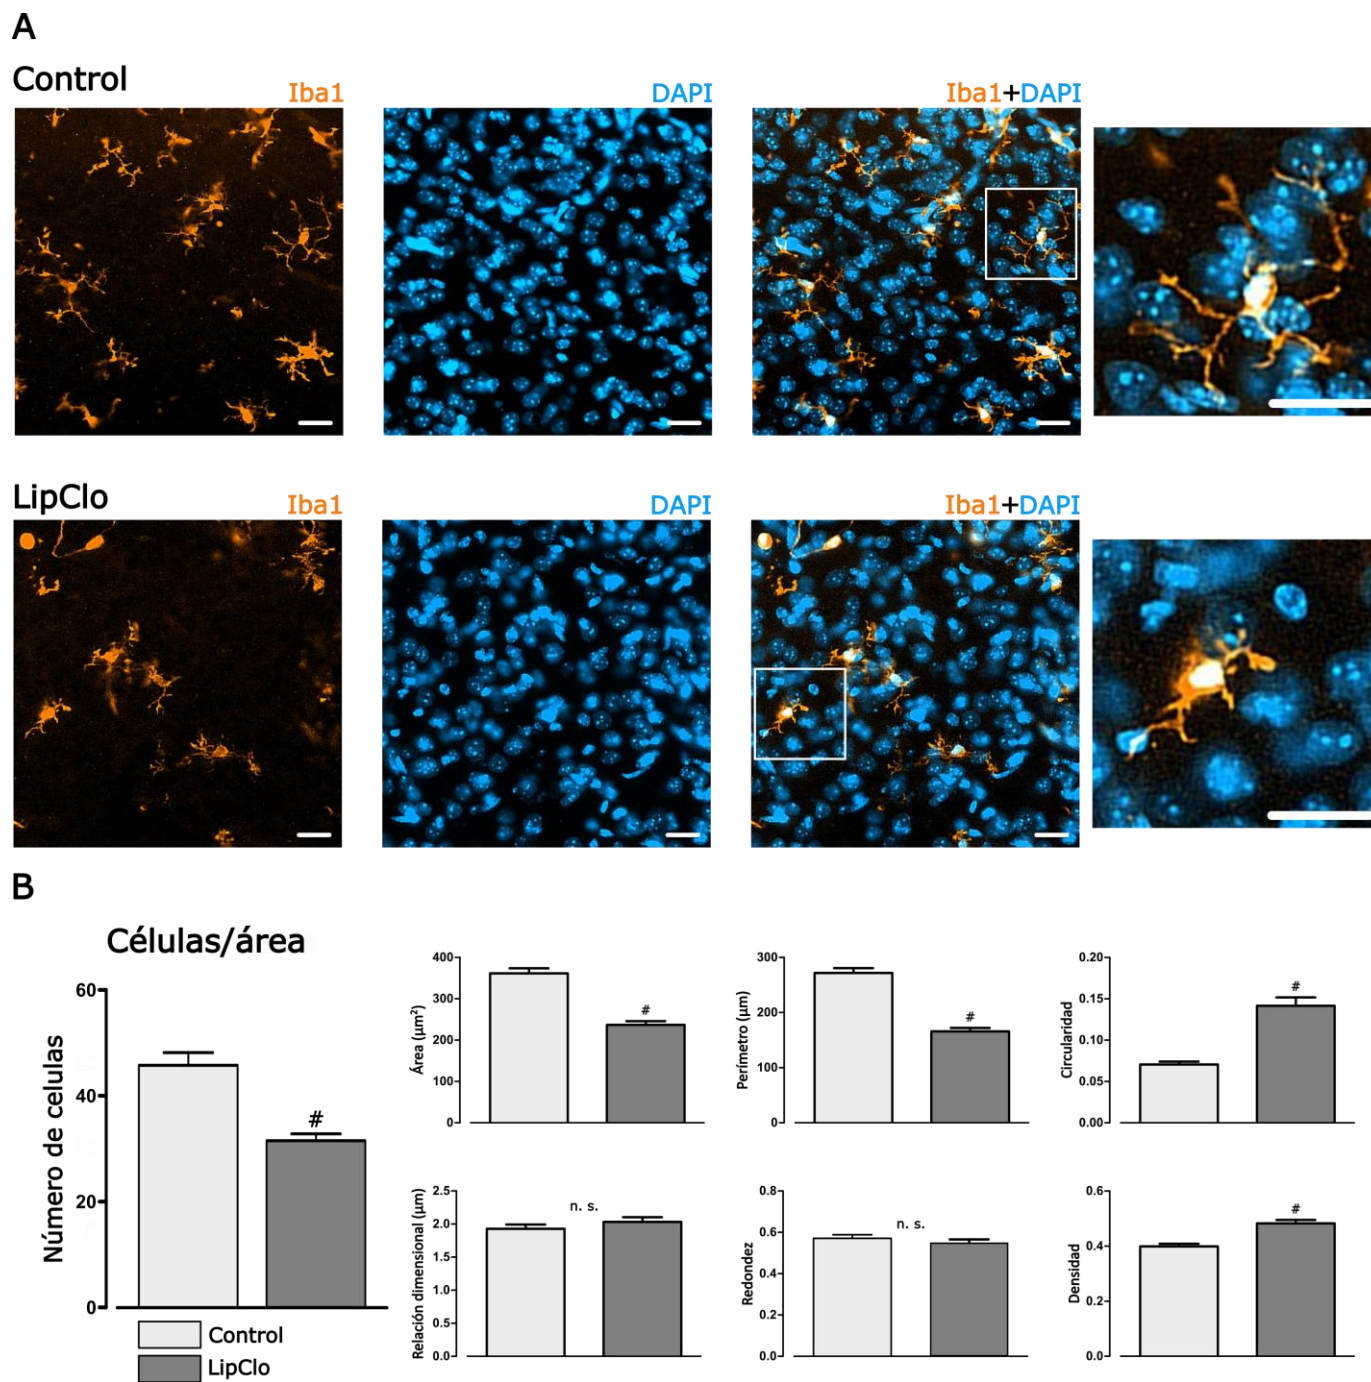 A
Control
Iba1
DAPI
Iba1+DAPI
LipClo
Iba1
DAPI
Iba1+DAPI
B
Células/área
Número de celulas
60
40
20
0
#
Control
LipClo
Área (µm²)
400
300
200
100
0
#
Perímetro (µm)
300
200
100
0
#
Circularidad
0.20
0.15
0.10
0.05
0.00
#
Relación dimensional (µm)
2.5
2.0
1.5
1.0
0.5
0.0
n. s.
Redondez
0.8
0.6
0.4
0.2
0.0
n. s.
Densidad
0.6
0.4
0.2
0.0
#